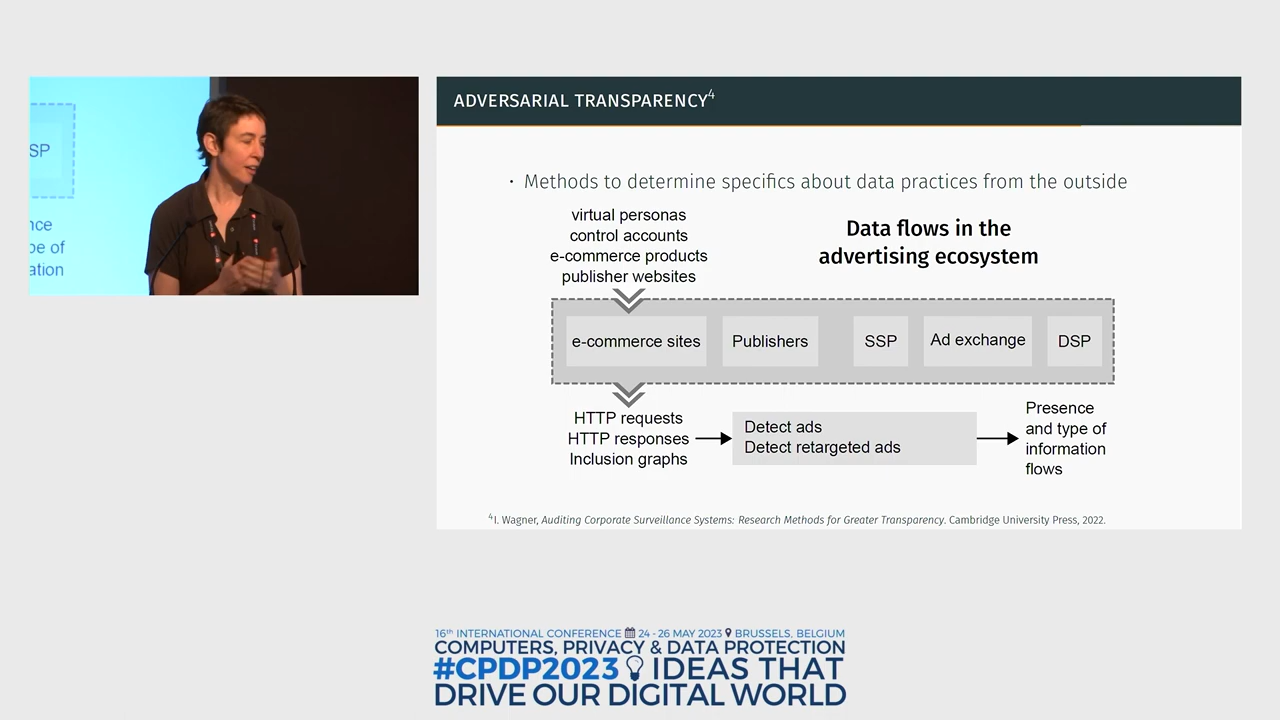 SP
nce
pe of
ation
ADVERSARIAL TRANSPARENCY4
· Methods to determine specifics about data practices from the outside
virtual personas
control accounts
e-commerce products
publisher websites
Data flows in the
advertising ecosystem
e-commerce sites
Publishers
SSP
Ad exchange
DSP
HTTP requests
HTTP responses
Inclusion graphs
Detect ads
Detect retargeted ads
Presence
and type of
information
flows
4I. Wagner, Auditing Corporate Surveillance Systems: Research Methods for Greater Transparency. Cambridge University Press, 2022.
16th INTERNATIONAL CONFERENCE 24 - 26 MAY 2023 BRUSSELS, BELGIUM
COMPUTERS, PRIVACY & DATA PROTECTION
#CPDP2023 IDEAS THAT
DRIVE OUR DIGITAL WORLD